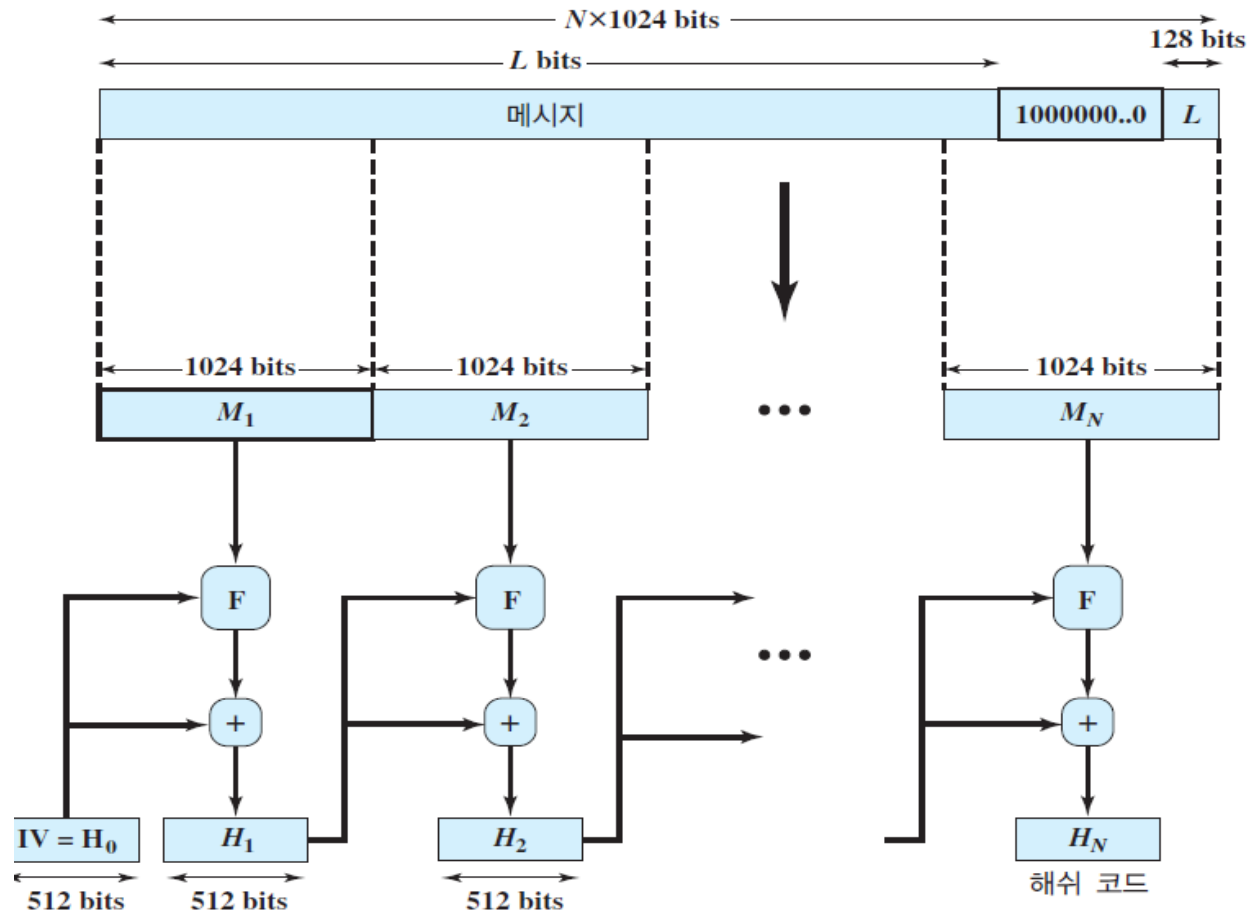 N×1024 bits
128 bits
L bits
메시지 1000000..0 L
1024 bits 1024 bits 1024 bits
M1 M2 ••• MN
F F F
•••
+ + +
IV = H0 H1 H2 HN
512 bits 512 bits 512 bits 해쉬 코드